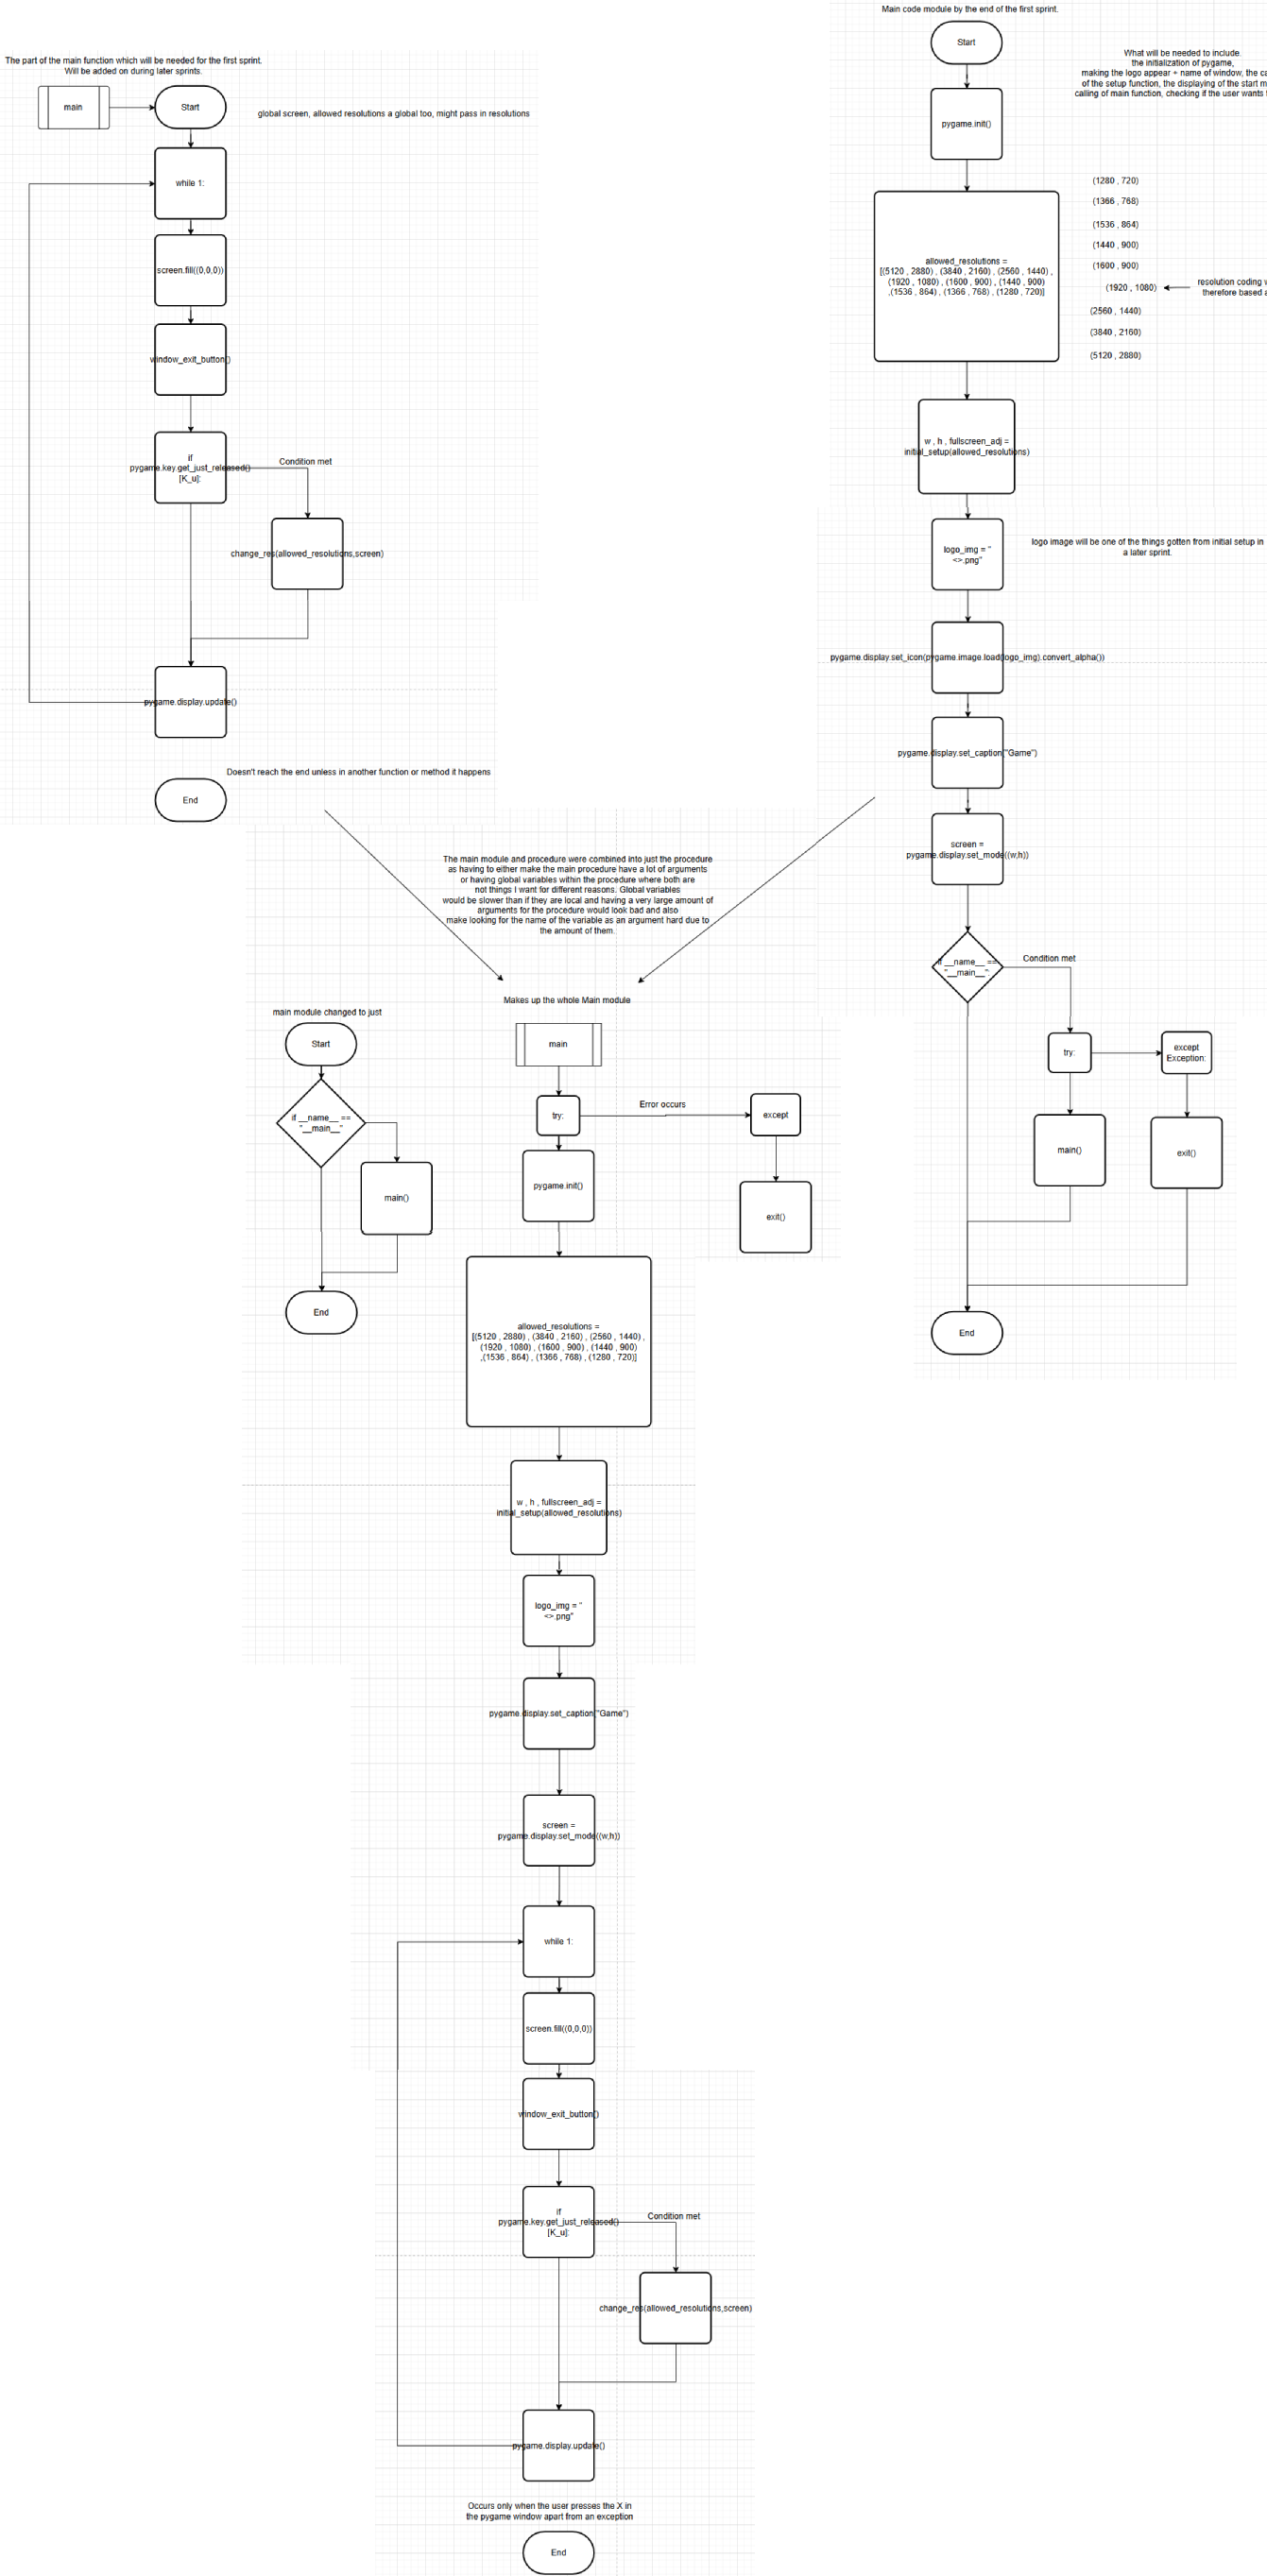 The part of the main function which will be needed for the first sprint.
Will be added on during later sprints.
main
Start
global screen, allowed resolutions a global too, might pass in resolutions
while 1:
screen.fill((0,0,0))
window_exit_button()
if
pygame.key.get_just_released()
[K_u]:
Condition met
change_res(allowed_resolutions,screen)
pygame.display.update()
Doesn't reach the end unless in another function or method it happens
End
Main code module by the end of the first sprint.
Start
What will be needed to include.
the initialization of pygame,
making the logo appear + name of window, the
of the setup function, the displaying of the start
calling of main function, checking if the user wants
pygame.init()
allowed_resolutions =
[(5120 , 2880) , (3840 , 2160) , (2560 , 1440) ,
(1920 , 1080) , (1600 , 900) , (1440 , 900)
,(1536 , 864) , (1366 , 768) , (1280 , 720)]
(1280 , 720)
(1366 , 768)
(1536 , 864)
(1440 , 900)
(1600 , 900)
(1920 , 1080)
resolution coding
therefore based
(2560 , 1440)
(3840 , 2160)
(5120 , 2880)
w , h , fullscreen_adj =
initial_setup(allowed_resolutions)
logo_img = "
<>.png"
logo image will be one of the things gotten from initial setup in
a later sprint.
pygame.display.set_icon(pygame.image.load(logo_img).convert_alpha())
pygame.display.set_caption("Game")
screen =
pygame.display.set_mode((w,h))
if __name__ ==
"__main__":
Condition met
try:
except
Exception:
main()
exit()
End
The main module and procedure were combined into just the procedure
as having to either make the main procedure have a lot of arguments
or having global variables within the procedure where both are
not things I want for different reasons. Global variables
would be slower than if they are local and having a very large amount of
arguments for the procedure would look bad and also
make looking for the name of the variable as an argument hard due to
the amount of them.
Makes up the whole Main module
main module changed to just
Start
if __name__ ==
"__main__"
main()
End
main
try:
Error occurs
except
exit()
pygame.init()
allowed_resolutions =
[(5120 , 2880) , (3840 , 2160) , (2560 , 1440) ,
(1920 , 1080) , (1600 , 900) , (1440 , 900)
,(1536 , 864) , (1366 , 768) , (1280 , 720)]
w , h , fullscreen_adj =
initial_setup(allowed_resolutions)
logo_img = "
<>.png"
pygame.display.set_caption("Game")
screen =
pygame.display.set_mode((w,h))
while 1:
screen.fill((0,0,0))
window_exit_button()
if
pygame.key.get_just_released()
[K_u]:
Condition met
change_res(allowed_resolutions,screen)
pygame.display.update()
Occurs only when the user presses the X in
the pygame window apart from an exception
End